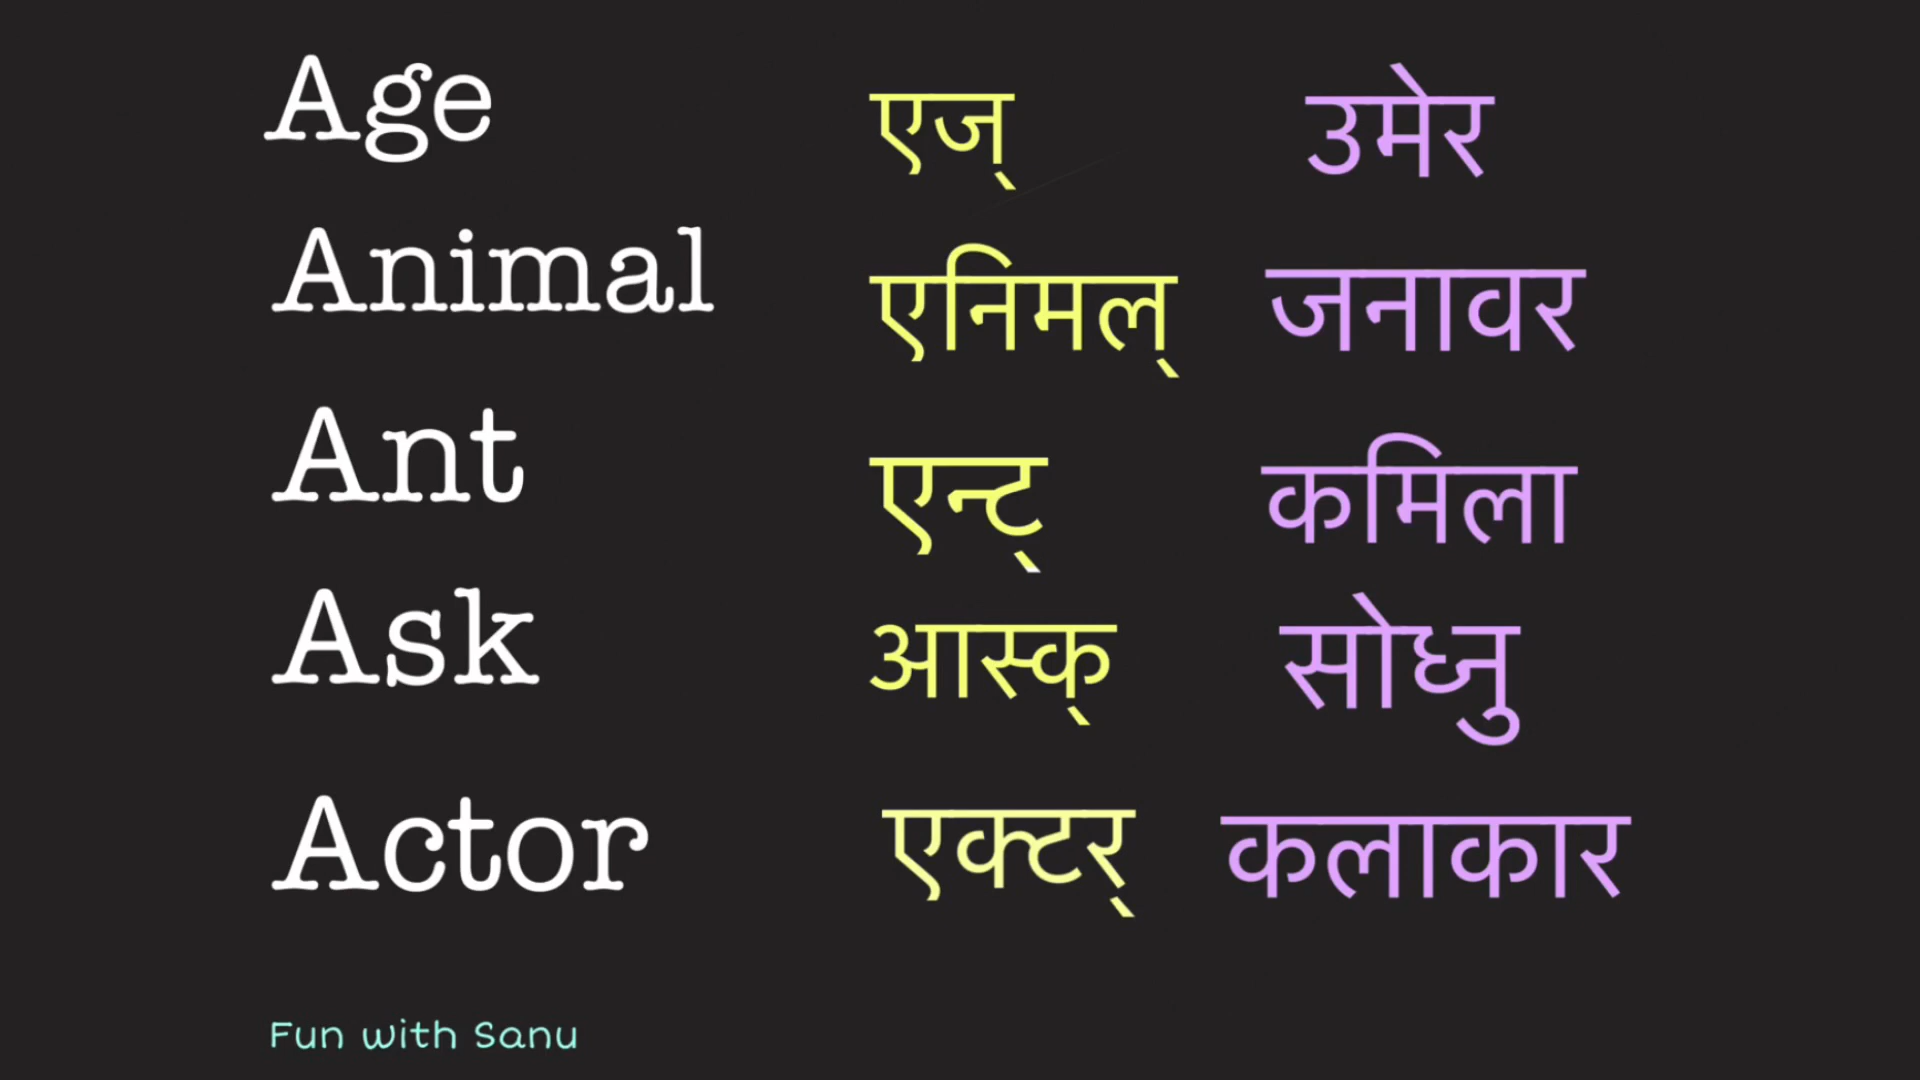 Age एज् उमेर
Animal एनिमल् जनावर
Ant एन्ट् कमिला
Ask आस्क् सोध्नु
Actor एक्टर् कलाकार
Fun with Sanu